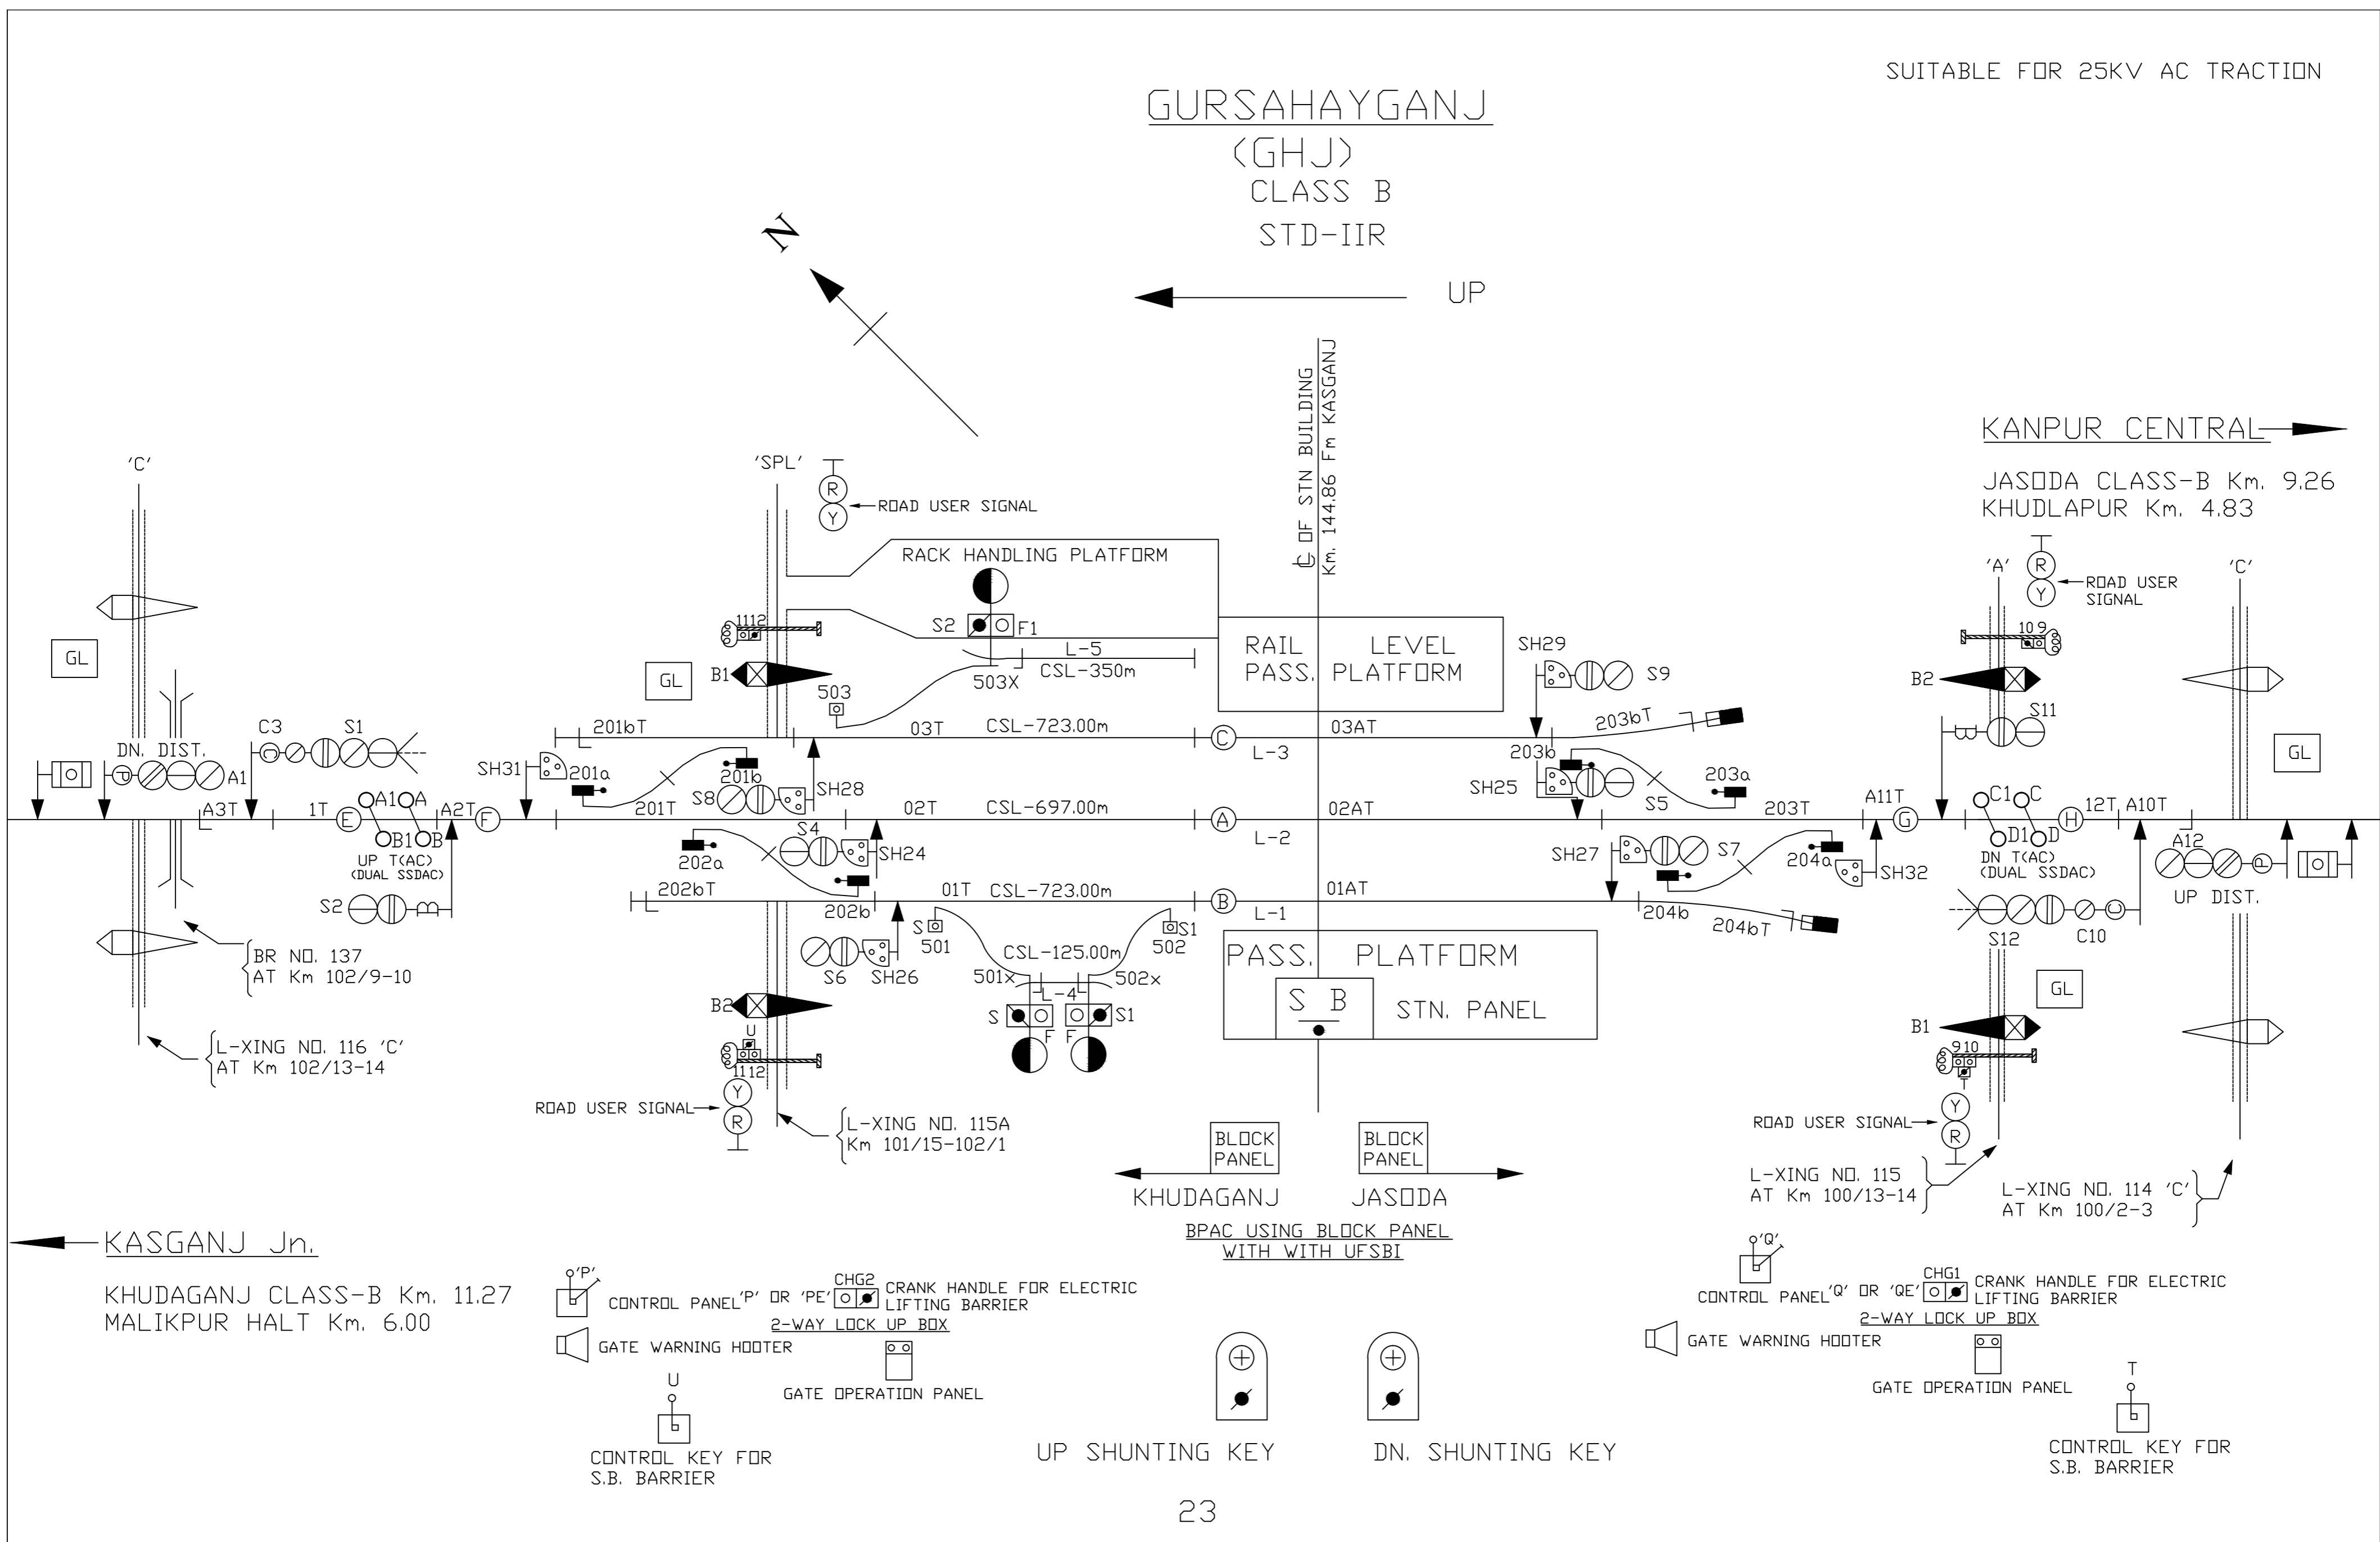 SUITABLE FOR 25KV AC TRACTION
GURSAHAYGANJ
(GHJ)
CLASS B
STD-IIR
N
UP
℄ OF STN BUILDING
Km. 144.86 Fm KASGANJ
KANPUR CENTRAL
JASODA CLASS-B Km. 9.26
KHUDLAPUR Km. 4.83
'C'
'SPL'
R
Y
ROAD USER SIGNAL
RACK HANDLING PLATFORM
'A'
R
Y
ROAD USER
SIGNAL
'C'
GL
1112
B1
GL
S2
F1
L-5
CSL-350m
503X
503
RAIL LEVEL
PASS. PLATFORM
SH29
S9
10 9
B2
S11
B
GL
DN. DIST.
P
A1
C3
S1
C
201bT
03T
CSL-723.00m
C
L-3
03AT
203bT
203b
SH31
201a
201b
S8
SH28
SH25
S5
203a
A3T
1T
E
A1
A
B1
B
A2T
F
201T
02T
CSL-697.00m
A
L-2
02AT
203T
A11T
G
C1
C
D1
D
H
12T
A10T
UP T(AC)
(DUAL SSDAC)
202a
S4
SH24
SH27
S7
204a
SH32
DN T(AC)
(DUAL SSDAC)
A12
P
UP DIST.
S2
B
202bT
202b
01T
CSL-723.00m
B
L-1
01AT
204b
204bT
S12
C10
C
S
501
S1
502
CSL-125.00m
501x
502x
L-4
S6
SH26
S
F
F
S1
PASS. PLATFORM
S B
STN. PANEL
BR NO. 137
AT Km 102/9-10
L-XING NO. 116 'C'
AT Km 102/13-14
B2
U
1112
Y
R
ROAD USER SIGNAL
L-XING NO. 115A
Km 101/15-102/1
GL
B1
910
T
Y
R
ROAD USER SIGNAL
L-XING NO. 115
AT Km 100/13-14
L-XING NO. 114 'C'
AT Km 100/2-3
BLOCK
PANEL
BLOCK
PANEL
KHUDAGANJ
JASODA
BPAC USING BLOCK PANEL
WITH WITH UFSBI
KASGANJ Jn.
KHUDAGANJ CLASS-B Km. 11.27
MALIKPUR HALT Km. 6.00
'P'
CONTROL PANEL 'P' OR 'PE'
CHG2
CRANK HANDLE FOR ELECTRIC
LIFTING BARRIER
2-WAY LOCK UP BOX
GATE WARNING HOOTER
GATE OPERATION PANEL
U
CONTROL KEY FOR
S.B. BARRIER
UP SHUNTING KEY
DN. SHUNTING KEY
'Q'
CONTROL PANEL 'Q' OR 'QE'
CHG1
CRANK HANDLE FOR ELECTRIC
LIFTING BARRIER
2-WAY LOCK UP BOX
GATE WARNING HOOTER
GATE OPERATION PANEL
T
CONTROL KEY FOR
S.B. BARRIER
23